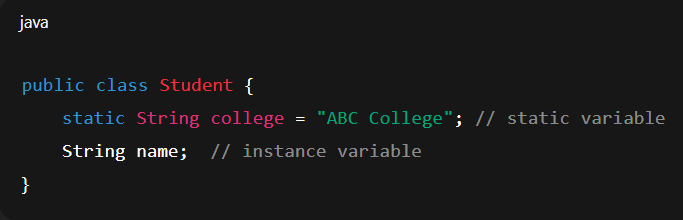 java
public class Student {
    static String college = "ABC College"; // static variable
    String name;  // instance variable
}